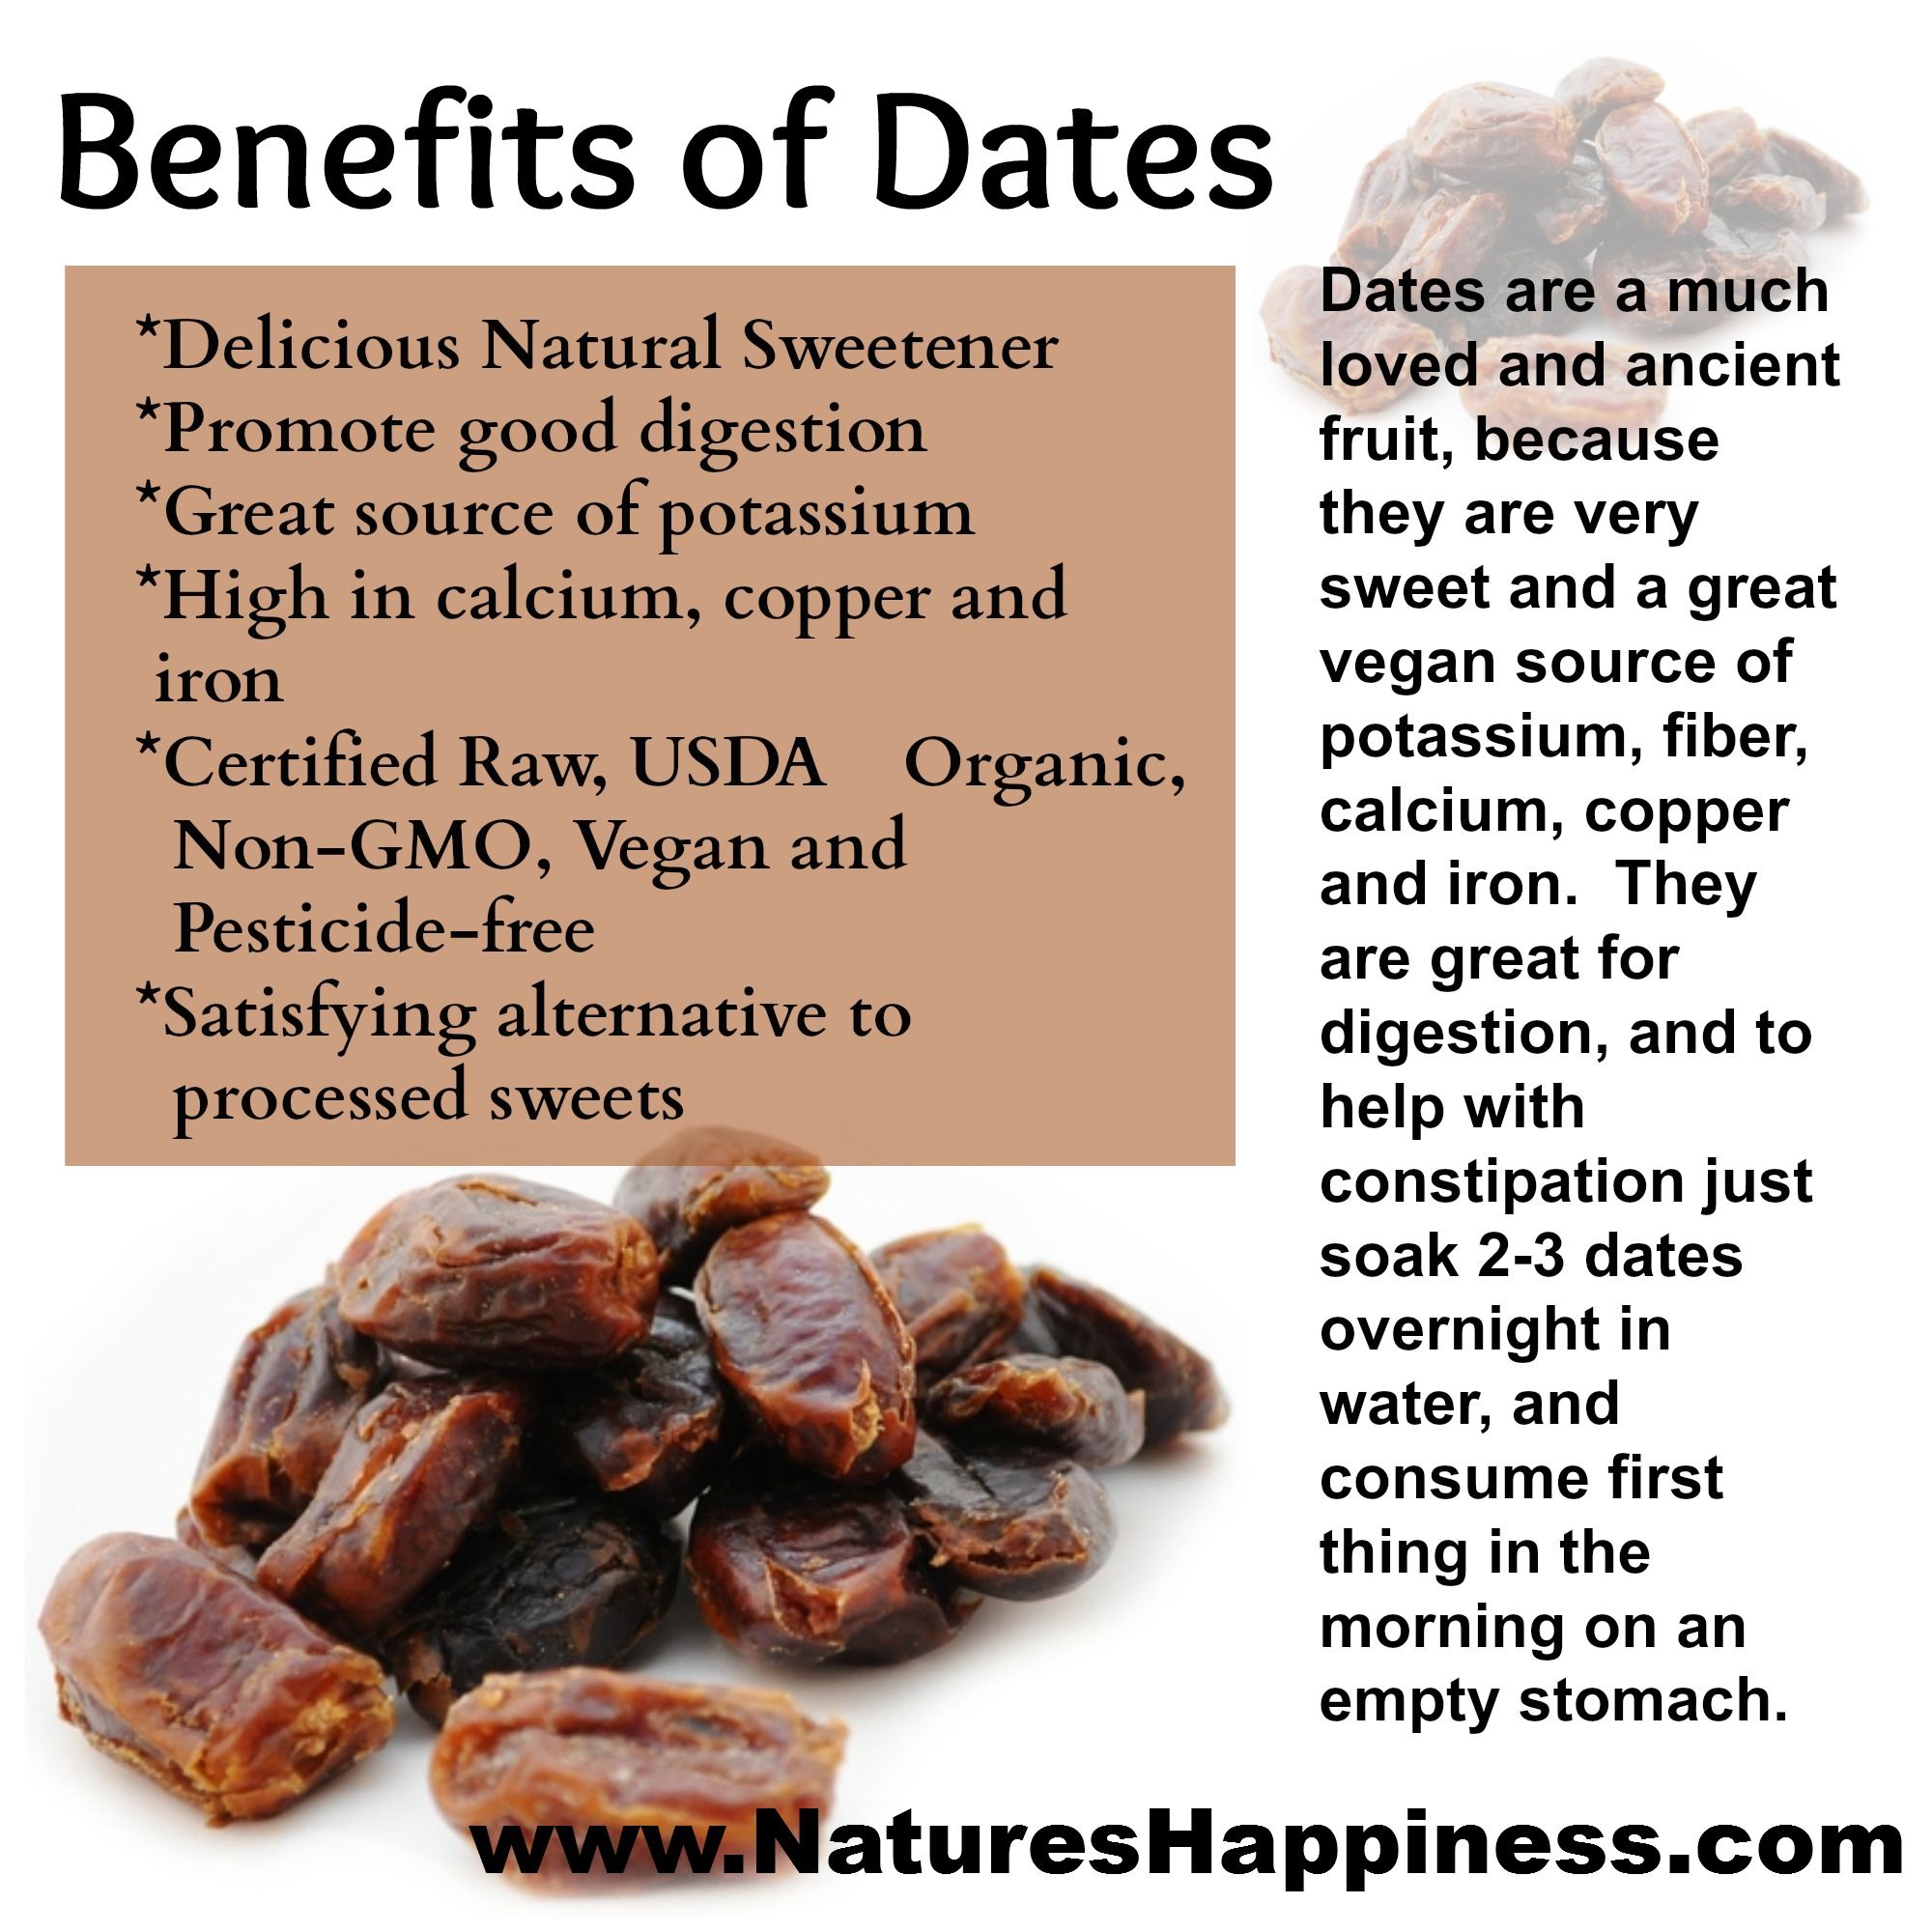 Benefits of Dates
*Delicious Natural Sweetener
*Promote good digestion
*Great source of potassium
*High in calcium, copper and
iron
*Certified Raw, USDA    Organic,
Non-GMO, Vegan and
Pesticide-free
*Satisfying alternative to
processed sweets
Dates are a much
loved and ancient
fruit, because
they are very
sweet and a great
vegan source of
potassium, fiber,
calcium, copper
and iron.  They
are great for
digestion, and to
help with
constipation just
soak 2-3 dates
overnight in
water, and
consume first
thing in the
morning on an
empty stomach.
www.NaturesHappiness.com